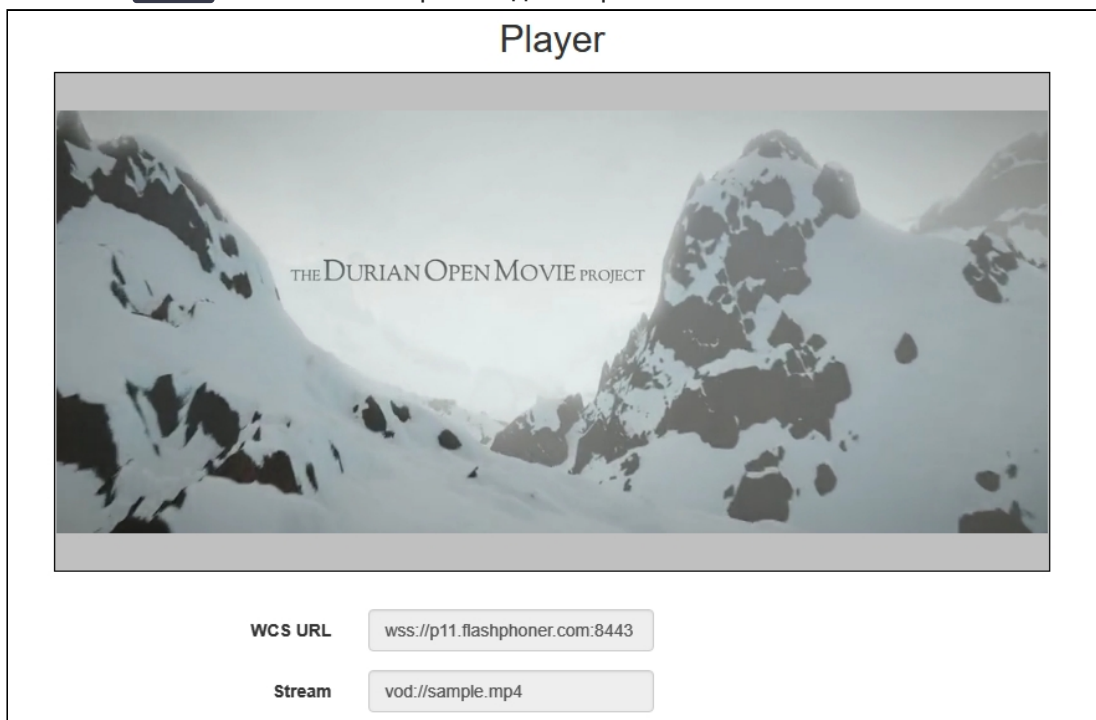 Player
THE DURIAN OPEN MOVIE PROJECT
WCS URL
wss://p11.flashphoner.com:8443
Stream
vod://sample.mp4